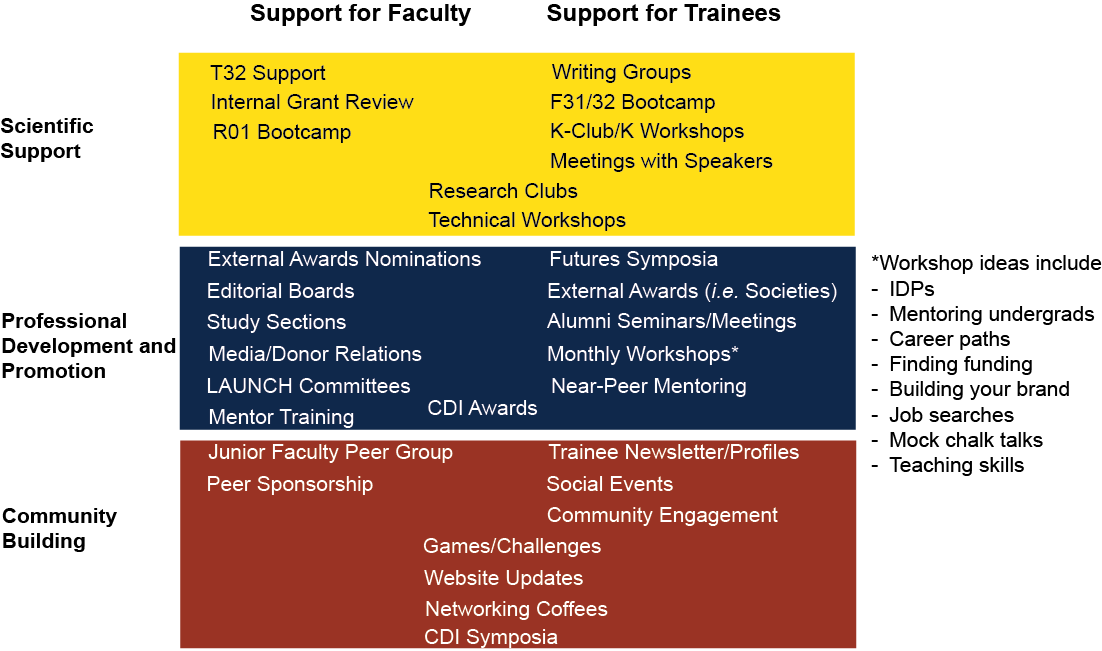 Support for Faculty
Support for Trainees
Scientific
Support
T32 Support
Internal Grant Review
R01 Bootcamp
Writing Groups
F31/32 Bootcamp
K-Club/K Workshops
Meetings with Speakers
Research Clubs
Technical Workshops
Professional
Development and
Promotion
External Awards Nominations
Editorial Boards
Study Sections
Media/Donor Relations
LAUNCH Committees
Mentor Training
Futures Symposia
External Awards (i.e. Societies)
Alumni Seminars/Meetings
Monthly Workshops*
Near-Peer Mentoring
CDI Awards
*Workshop ideas include
- IDPs
- Mentoring undergrads
- Career paths
- Finding funding
- Building your brand
- Job searches
- Mock chalk talks
- Teaching skills
Community
Building
Junior Faculty Peer Group
Peer Sponsorship
Trainee Newsletter/Profiles
Social Events
Community Engagement
Games/Challenges
Website Updates
Networking Coffees
CDI Symposia